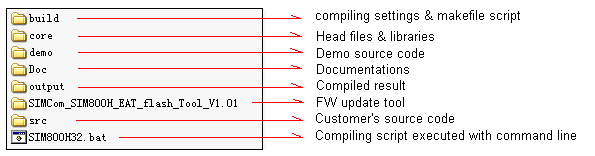 build compiling settings & makefile script
core Head files & libraries
demo Demo source code
Doc Documentations
output Compiled result
SIMCom_SIM800H_EAT_flash_Tool_V1.01 FW update tool
src Customer's source code
SIM800H32.bat Compiling script executed with command line